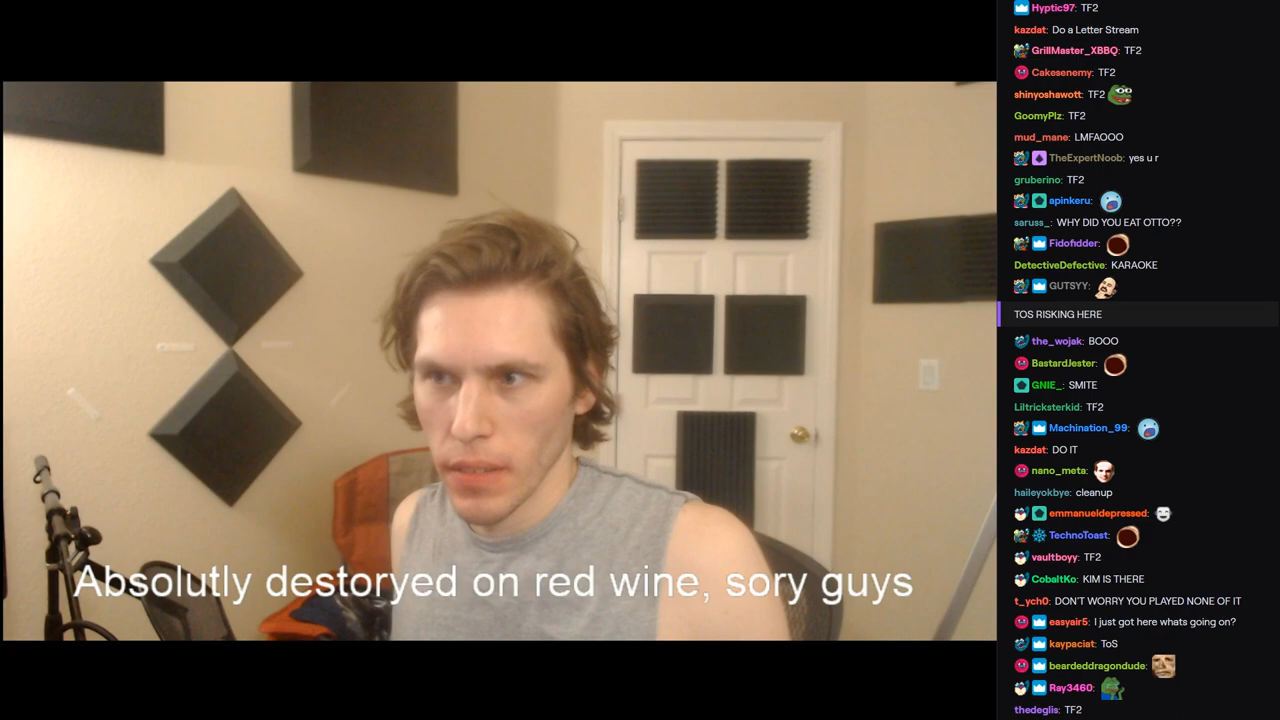 Absolutly destoryed on red wine, sory guys
Hyptic97: TF2
kazdat: Do a Letter Stream
GrillMaster_XBBQ: TF2
Cakesenemy: TF2
shinyoshawott: TF2
GoomyPlz: TF2
mud_mane: LMFAOOO
TheExpertNoob: yes u r
gruberino: TF2
apinkeru:
saruss_: WHY DID YOU EAT OTTO??
Fidofidder:
DetectiveDefective: KARAOKE
GUTSYY:
TOS RISKING HERE
the_wojak: BOOO
BastardJester:
GNIE_: SMITE
Liltricksterkid: TF2
Machination_99:
kazdat: DO IT
nano_meta:
haileyokbye: cleanup
emmanueldepressed:
TechnoToast:
vaultboyy: TF2
CobaltKo: KIM IS THERE
t_ych0: DON'T WORRY YOU PLAYED NONE OF IT
easyair5: I just got here whats going on?
kaypaciat: ToS
beardeddragondude:
Ray3460:
thedeglis: TF2